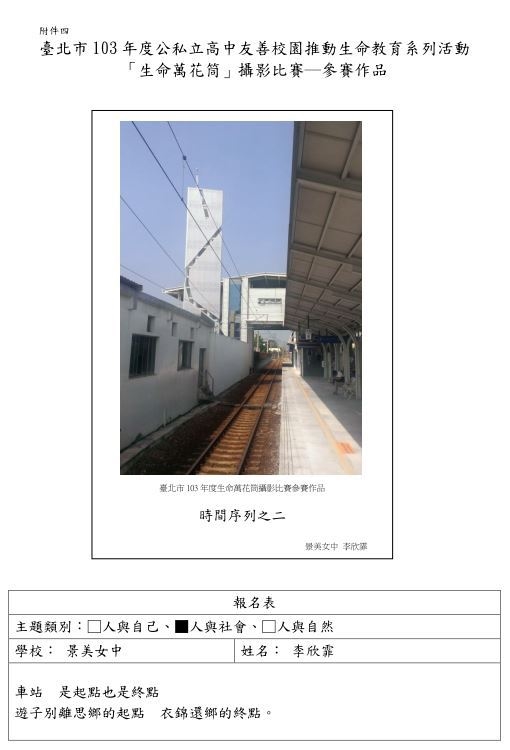 附件四
臺北市 103 年度公私立高中友善校園推動生命教育系列活動
「生命萬花筒」攝影比賽─參賽作品
臺北市 103 年度生命萬花筒攝影比賽參賽作品
時間序列之二
景美女中 李欣霏
報名表
主題類別：□人與自己、■人與社會、□人與自然
學校： 景美女中 姓名： 李欣霏
車站 是起點也是終點
遊子別離思鄉的起點 衣錦還鄉的終點。